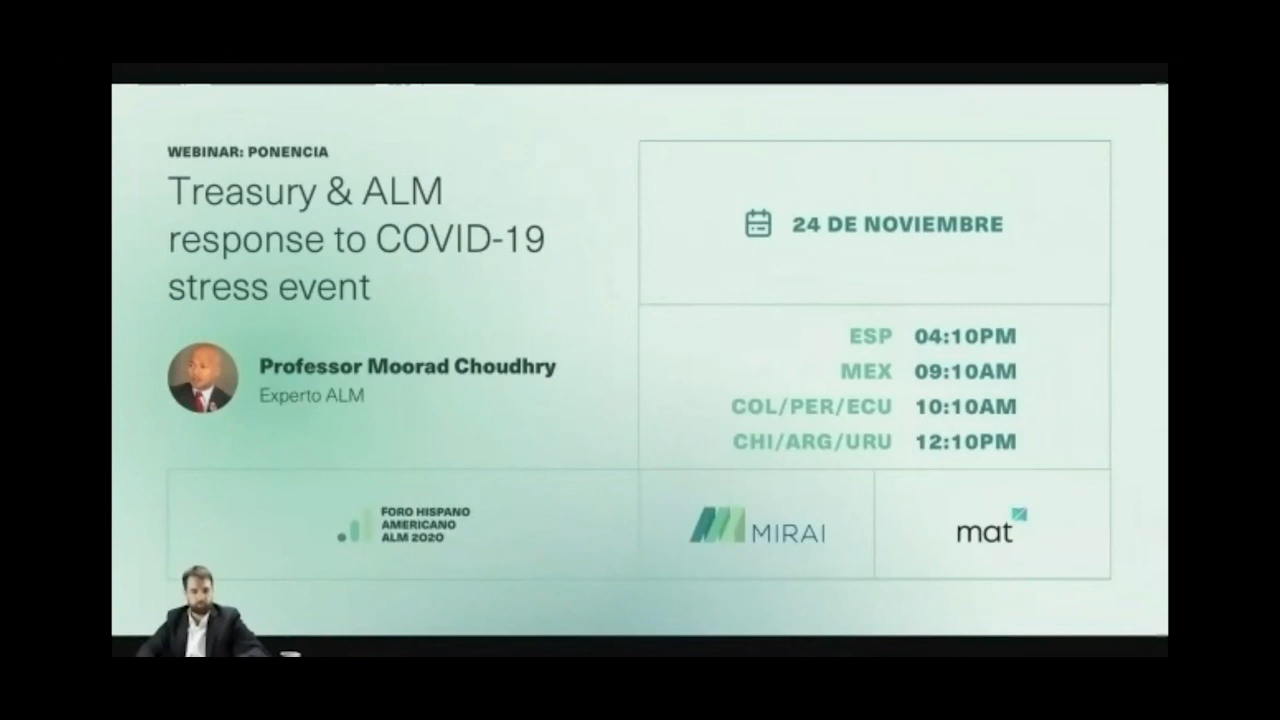 WEBINAR: PONENCIA
Treasury & ALM
response to COVID-19
stress event
Professor Moorad Choudhry
Experto ALM
24 DE NOVIEMBRE
ESP 04:10PM
MEX 09:10AM
COL/PER/ECU 10:10AM
CHI/ARG/URU 12:10PM
FORO HISPANO
AMERICANO
ALM 2020
MIRAI
mat